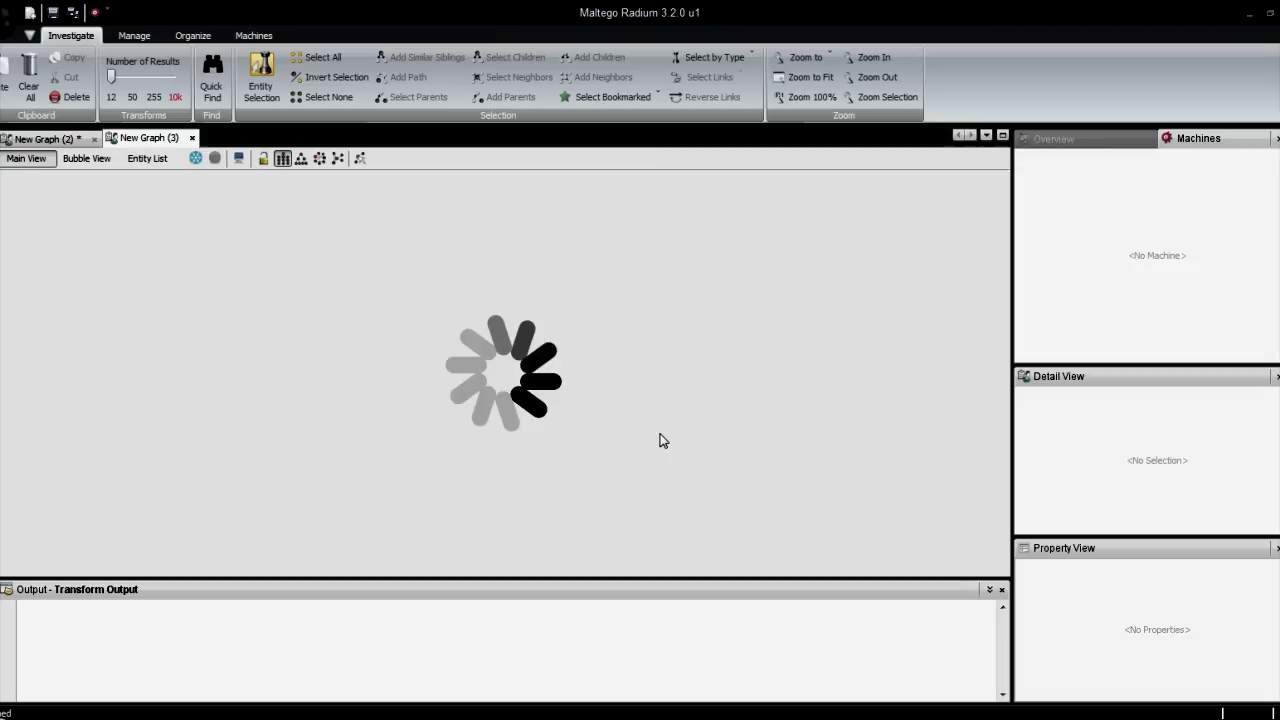 Maltego Radium 3.2.0 u1
Investigate Manage Organize Machines
Clear All
Copy
Cut
Delete
Clipboard
Number of Results
12 50 255 10k
Transforms
Quick Find
Find
Entity Selection
Select All
Invert Selection
Select None
Add Similar Siblings
Add Path
Select Parents
Select Children
Select Neighbors
Add Parents
Add Children
Add Neighbors
Select Bookmarked
Select by Type
Select Links
Reverse Links
Selection
Zoom to
Zoom to Fit
Zoom 100%
Zoom In
Zoom Out
Zoom Selection
Zoom
New Graph (2) *
New Graph (3)
Main View Bubble View Entity List
Overview
Machines
<No Machine>
Detail View
<No Selection>
Property View
<No Properties>
Output - Transform Output